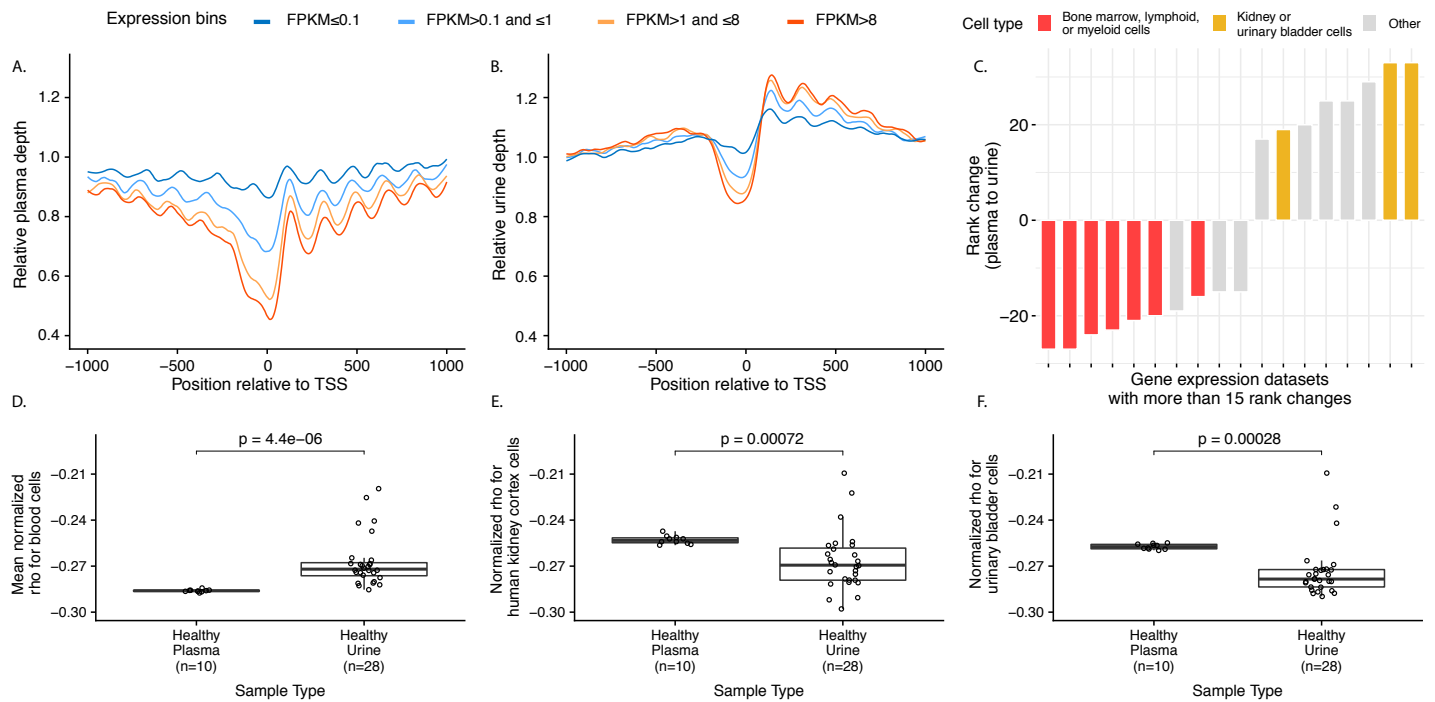 Expression bins
FPKM≤0.1
FPKM>0.1 and ≤1
FPKM>1 and ≤8
FPKM>8
Cell type
Bone marrow, lymphoid,
or myeloid cells
Kidney or
urinary bladder cells
Other
A.
Relative plasma depth
1.2
1.0
0.8
0.6
0.4
−1000
−500
0
500
1000
Position relative to TSS
B.
Relative urine depth
1.2
1.0
0.8
0.6
0.4
−1000
−500
0
500
1000
Position relative to TSS
C.
Rank change
(plasma to urine)
20
0
−20
Gene expression datasets
with more than 15 rank changes
D.
Mean normalized
rho for blood cells
p = 4.4e−06
−0.21
−0.24
−0.27
−0.30
Healthy
Plasma
(n=10)
Healthy
Urine
(n=28)
Sample Type
E.
Normalized rho for
human kidney cortex cells
p = 0.00072
−0.21
−0.24
−0.27
−0.30
Healthy
Plasma
(n=10)
Healthy
Urine
(n=28)
Sample Type
F.
Normalized rho for
urinary bladder cells
p = 0.00028
−0.21
−0.24
−0.27
−0.30
Healthy
Plasma
(n=10)
Healthy
Urine
(n=28)
Sample Type